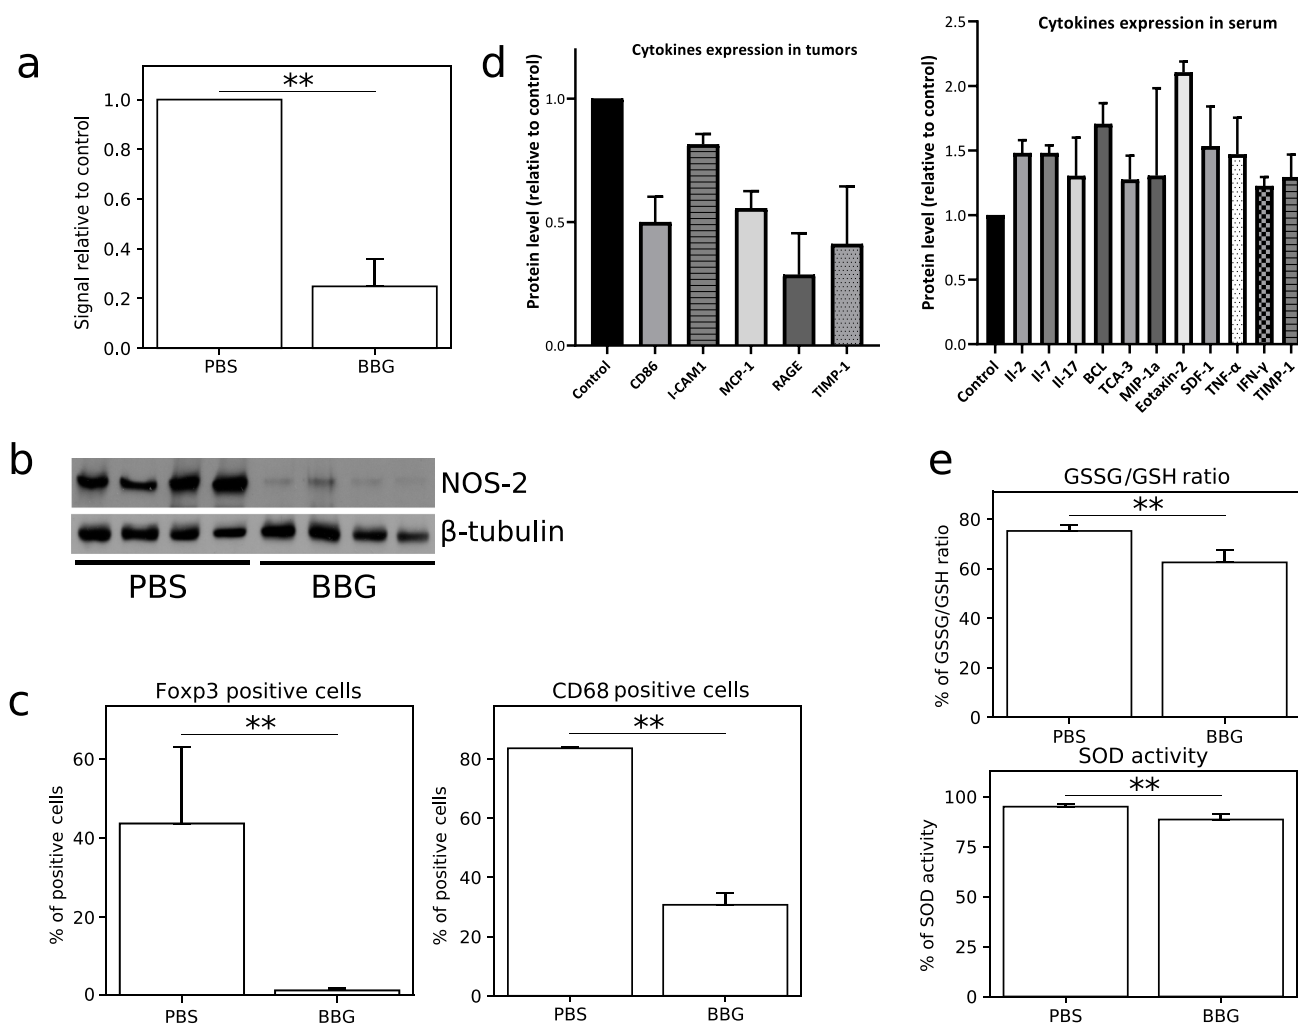 a
**
Signal relative to control
1.0
0.8
0.6
0.4
0.2
0.0
PBS
BBG
d
Cytokines expression in tumors
Protein level (relative to control)
1.0
0.5
0.0
Control
CD86
I-CAM1
MCP-1
RAGE
TIMP-1
Cytokines expression in serum
Protein level (relative to control)
2.5
2.0
1.5
1.0
0.5
0.0
Control
Il-2
Il-7
Il-17
BCL
TCA-3
MIP-1a
Eotaxin-2
SDF-1
TNF-α
IFN-γ
TIMP-1
b
NOS-2
β-tubulin
PBS
BBG
c
Foxp3 positive cells
**
% of positive cells
60
40
20
0
PBS
BBG
CD68 positive cells
**
% of positive cells
80
60
40
20
0
PBS
BBG
e
GSSG/GSH ratio
**
% of GSSG/GSH ratio
80
60
40
20
0
PBS
BBG
SOD activity
**
% of SOD activity
100
75
50
25
0
PBS
BBG